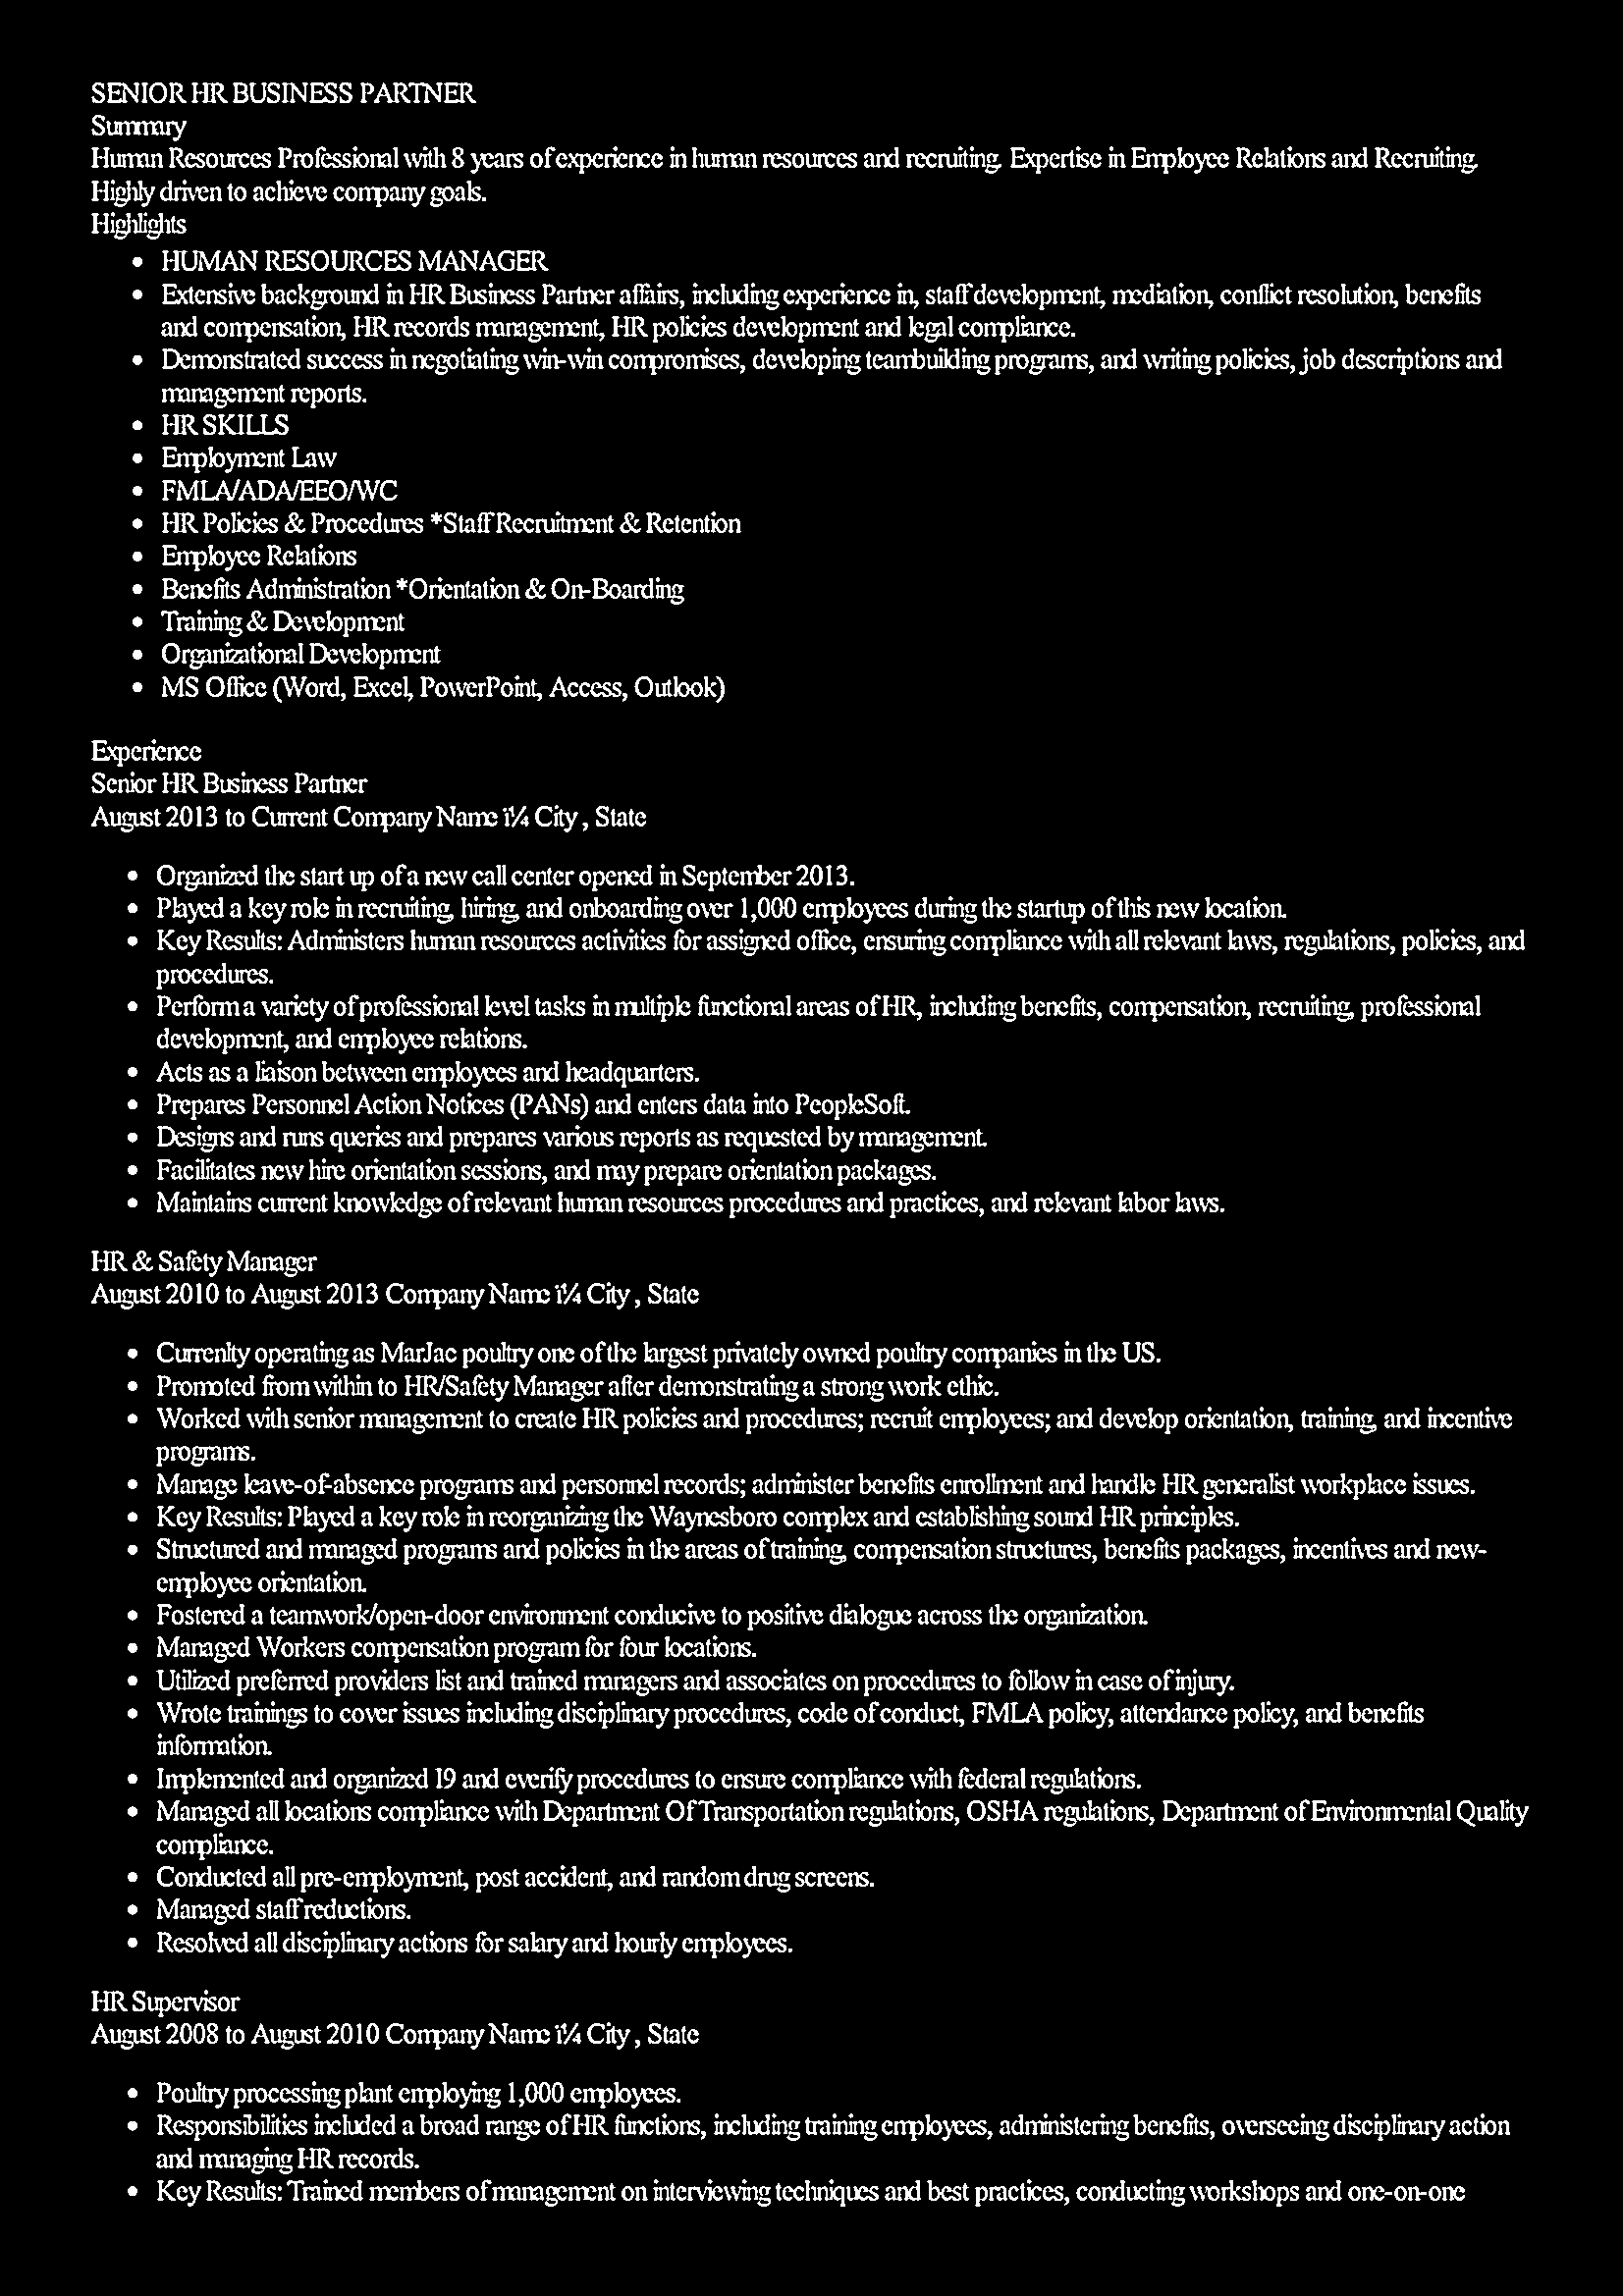 SENIOR HR BUSINESS PARTNER
Summary
Human Resources Professional with 8 years of experience in human resources and recruiting. Expertise in Employee Relations and Recruiting.
Highly driven to achieve company goals.
Highlights
• HUMAN RESOURCES MANAGER
• Extensive background in HR Business Partner affairs, including experience in, staff development, mediation, conflict resolution, benefits
and compensation, HR records management, HR policies development and legal compliance.
• Demonstrated success in negotiating win-win compromises, developing teambuilding programs, and writing policies, job descriptions and
management reports.
• HR SKILLS
• Employment Law
• FMLA/ADA/EEO/WC
• HR Policies & Procedures *Staff Recruitment & Retention
• Employee Relations
• Benefits Administration *Orientation & On-Boarding
• Training & Development
• Organizational Development
• MS Office (Word, Excel, PowerPoint, Access, Outlook)
Experience
Senior HR Business Partner
August 2013 to Current Company Name ï¼ City , State
• Organized the start up of a new call center opened in September 2013.
• Played a key role in recruiting, hiring, and onboarding over 1,000 employees during the startup of this new location.
• Key Results: Administers human resources activities for assigned office, ensuring compliance with all relevant laws, regulations, policies, and
procedures.
• Perform a variety of professional level tasks in multiple functional areas of HR, including benefits, compensation, recruiting, professional
development, and employee relations.
• Acts as a liaison between employees and headquarters.
• Prepares Personnel Action Notices (PANs) and enters data into PeopleSoft.
• Designs and runs queries and prepares various reports as requested by management.
• Facilitates new hire orientation sessions, and may prepare orientation packages.
• Maintains current knowledge of relevant human resources procedures and practices, and relevant labor laws.
HR & Safety Manager
August 2010 to August 2013 Company Name ï¼ City , State
• Currenlty operating as MarJac poultry one of the largest privately owned poultry companies in the US.
• Promoted from within to HR/Safety Manager after demonstrating a strong work ethic.
• Worked with senior management to create HR policies and procedures; recruit employees; and develop orientation, training, and incentive
programs.
• Manage leave-of-absence programs and personnel records; administer benefits enrollment and handle HR generalist workplace issues.
• Key Results: Played a key role in reorganizing the Waynesboro complex and establishing sound HR principles.
• Structured and managed programs and policies in the areas of training, compensation structures, benefits packages, incentives and new-
employee orientation.
• Fostered a teamwork/open-door environment conducive to positive dialogue across the organization.
• Managed Workers compensation program for four locations.
• Utilized preferred providers list and trained managers and associates on procedures to follow in case of injury.
• Wrote trainings to cover issues including disciplinary procedures, code of conduct, FMLA policy, attendance policy, and benefits
information.
• Implemented and organized I9 and everify procedures to ensure compliance with federal regulations.
• Managed all locations compliance with Department Of Transportation regulations, OSHA regulations, Department of Environmental Quality
compliance.
• Conducted all pre-employment, post accident, and random drug screens.
• Managed staff reductions.
• Resolved all disciplinary actions for salary and hourly employees.
HR Supervisor
August 2008 to August 2010 Company Name ï¼ City , State
• Poultry processing plant employing 1,000 employees.
• Responsibilities included a broad range of HR functions, including training employees, administering benefits, overseeing disciplinary action
and managing HR records.
• Key Results: Trained members of management on interviewing techniques and best practices, conducting workshops and one-on-one